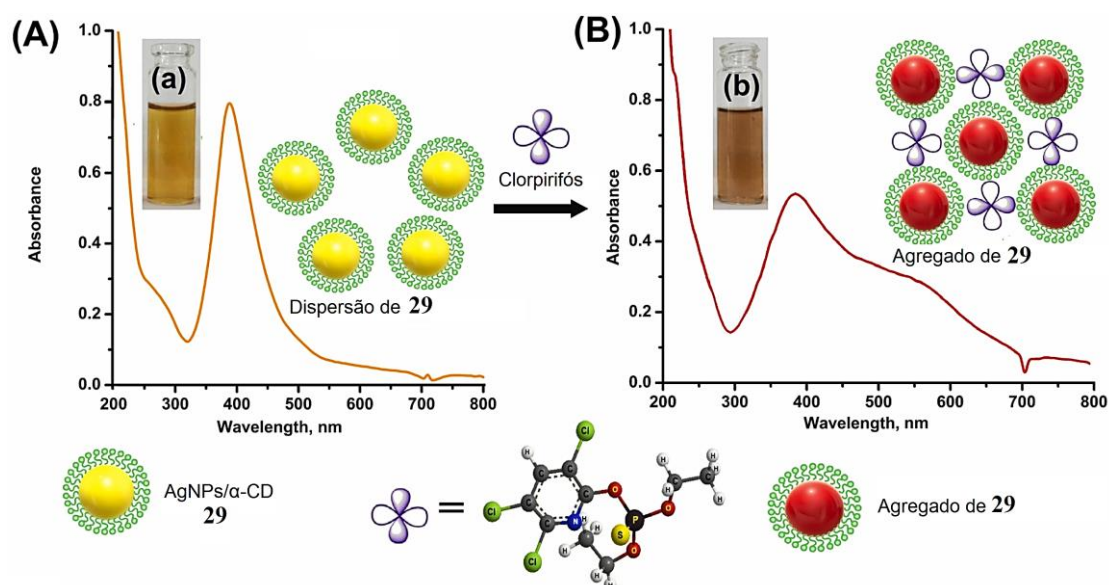 (A)
1.0
0.8
0.6
0.4
0.2
0.0
Absorbance
(a)
Dispersão de 29
200 300 400 500 600 700 800
Wavelength, nm
Clorpirifós
(B)
1.0
0.8
0.6
0.4
0.2
0.0
Absorbance
(b)
Agregado de 29
200 300 400 500 600 700 800
Wavelength, nm
AgNPs/α-CD
29
=
Cl
H
Cl
Cl
N
H
H
H
O
P
S
O
O
H
H
H
H
H
H
H
Agregado de 29